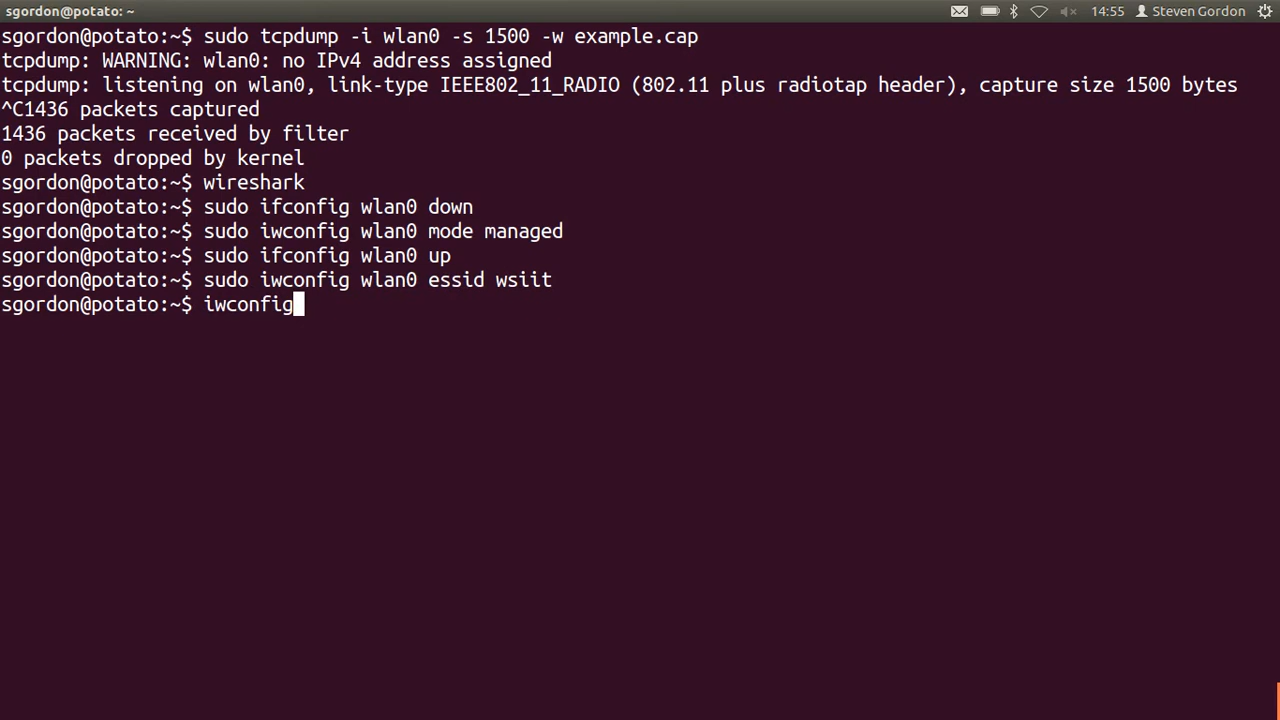 sgordon@potato: ~
14:55 Steven Gordon
sgordon@potato:~$ sudo tcpdump -i wlan0 -s 1500 -w example.cap
tcpdump: WARNING: wlan0: no IPv4 address assigned
tcpdump: listening on wlan0, link-type IEEE802_11_RADIO (802.11 plus radiotap header), capture size 1500 bytes
^C1436 packets captured
1436 packets received by filter
0 packets dropped by kernel
sgordon@potato:~$ wireshark
sgordon@potato:~$ sudo ifconfig wlan0 down
sgordon@potato:~$ sudo iwconfig wlan0 mode managed
sgordon@potato:~$ sudo ifconfig wlan0 up
sgordon@potato:~$ sudo iwconfig wlan0 essid wsiit
sgordon@potato:~$ iwconfig